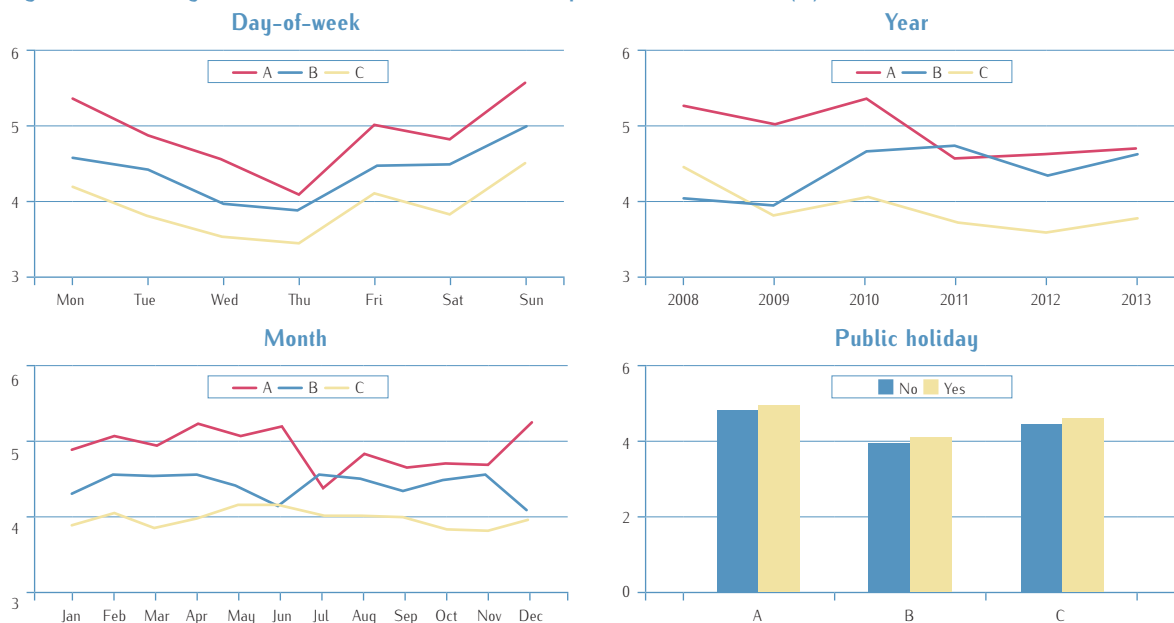 Day-of-week
6
A B C
5
4
3
Mon Tue Wed Thu Fri Sat Sun
Year
6
A B C
5
4
3
2008 2009 2010 2011 2012 2013
Month
6
A B C
5
4
3
Jan Feb Mar Apr May Jun Jul Aug Sep Oct Nov Dec
Public holiday
6
No Yes
4
2
0
A B C